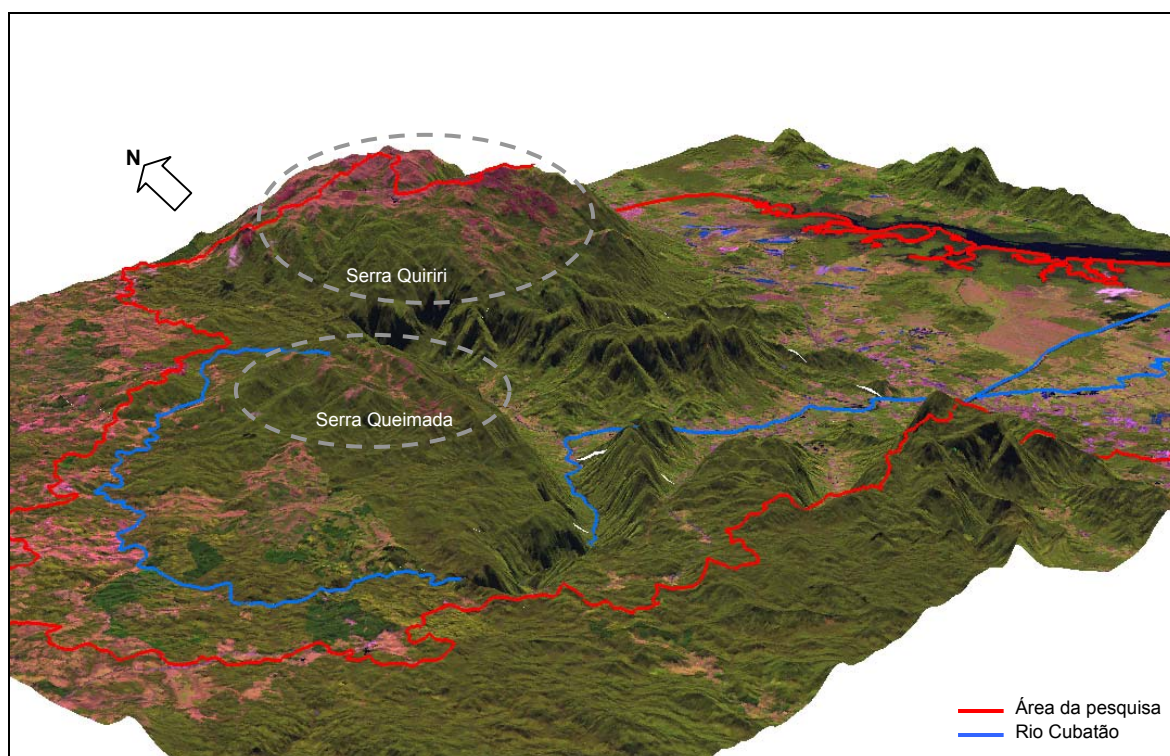 N
Serra Quiriri
Serra Queimada
Área da pesquisa
Rio Cubatão